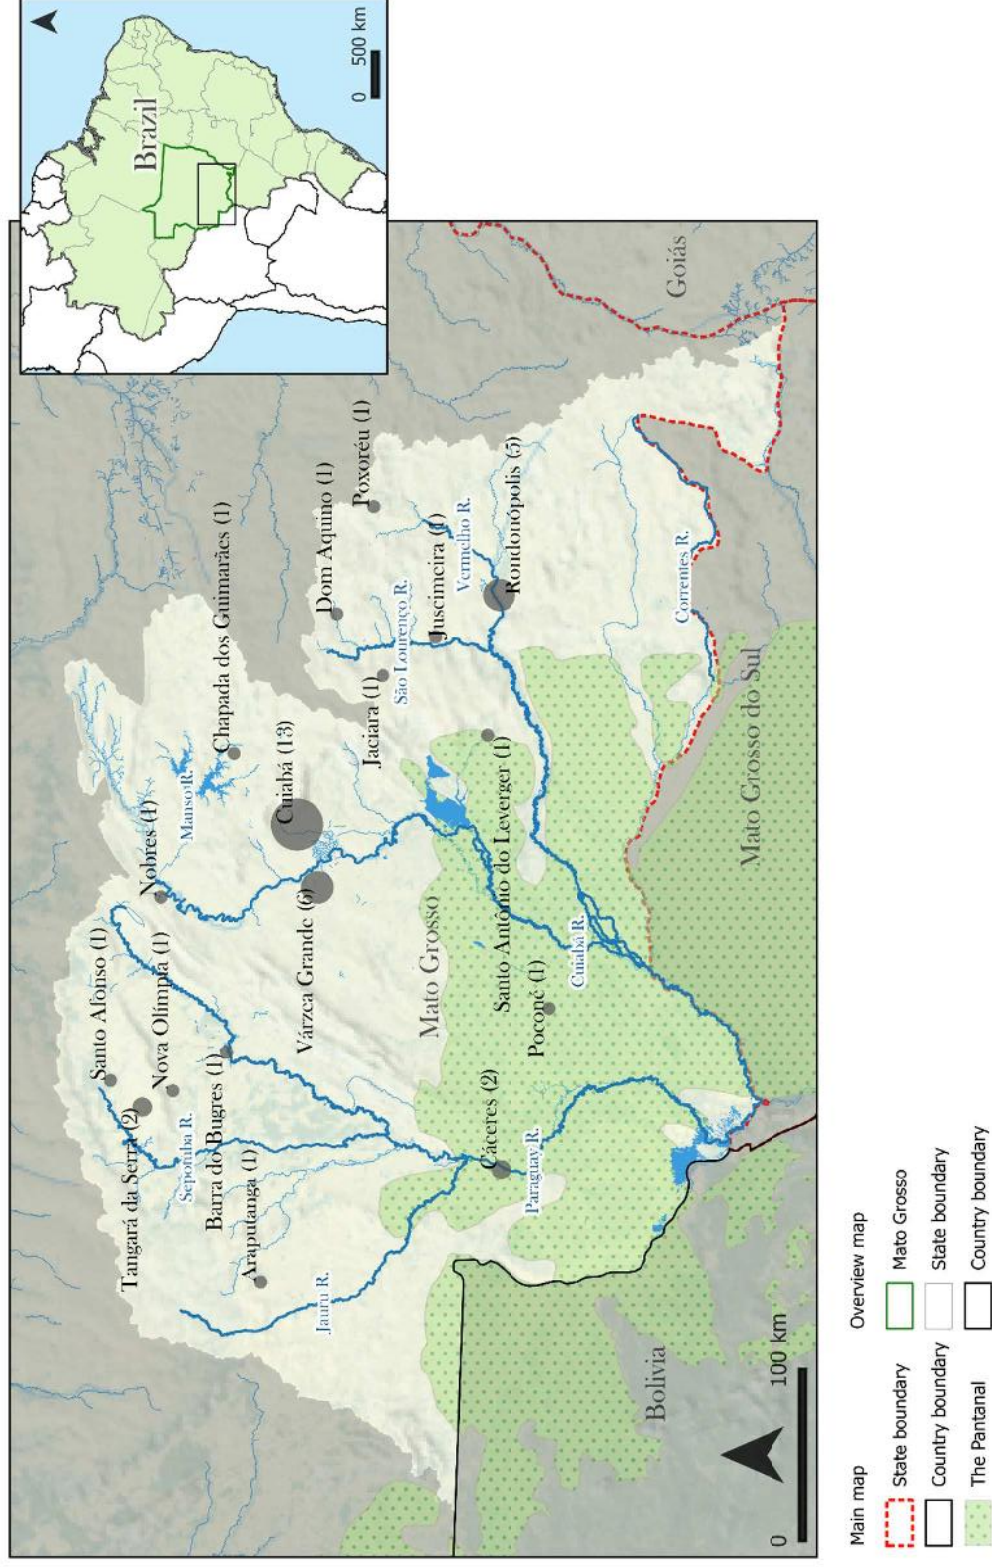 Brazil
0 500 km
Santo Afonso (1)
Tangará da Serra (2)
Nobres (1)
Nova Olímpia (1)
Sepotuba R.
Manso R.
Barra do Bugres (1)
Chapada dos Guimarães (1)
Araputanga (1)
Cuiabá (13)
Várzea Grande (6)
Jauru R.
Dom Aquino (1)
Poxoréu (1)
Jaciara (1)
São Lourenço R.
Mato Grosso
Juscimeira (1)
Vermelho R.
Cáceres (2)
Santo Antônio do Leverger (1)
Rondonópolis (5)
Paraguay R.
Poconé (1)
Cuiabá R.
Bolivia
Correntes R.
Goiás
Mato Grosso do Sul
0 100 km
Main map
State boundary
Country boundary
The Pantanal
Overview map
Mato Grosso
State boundary
Country boundary